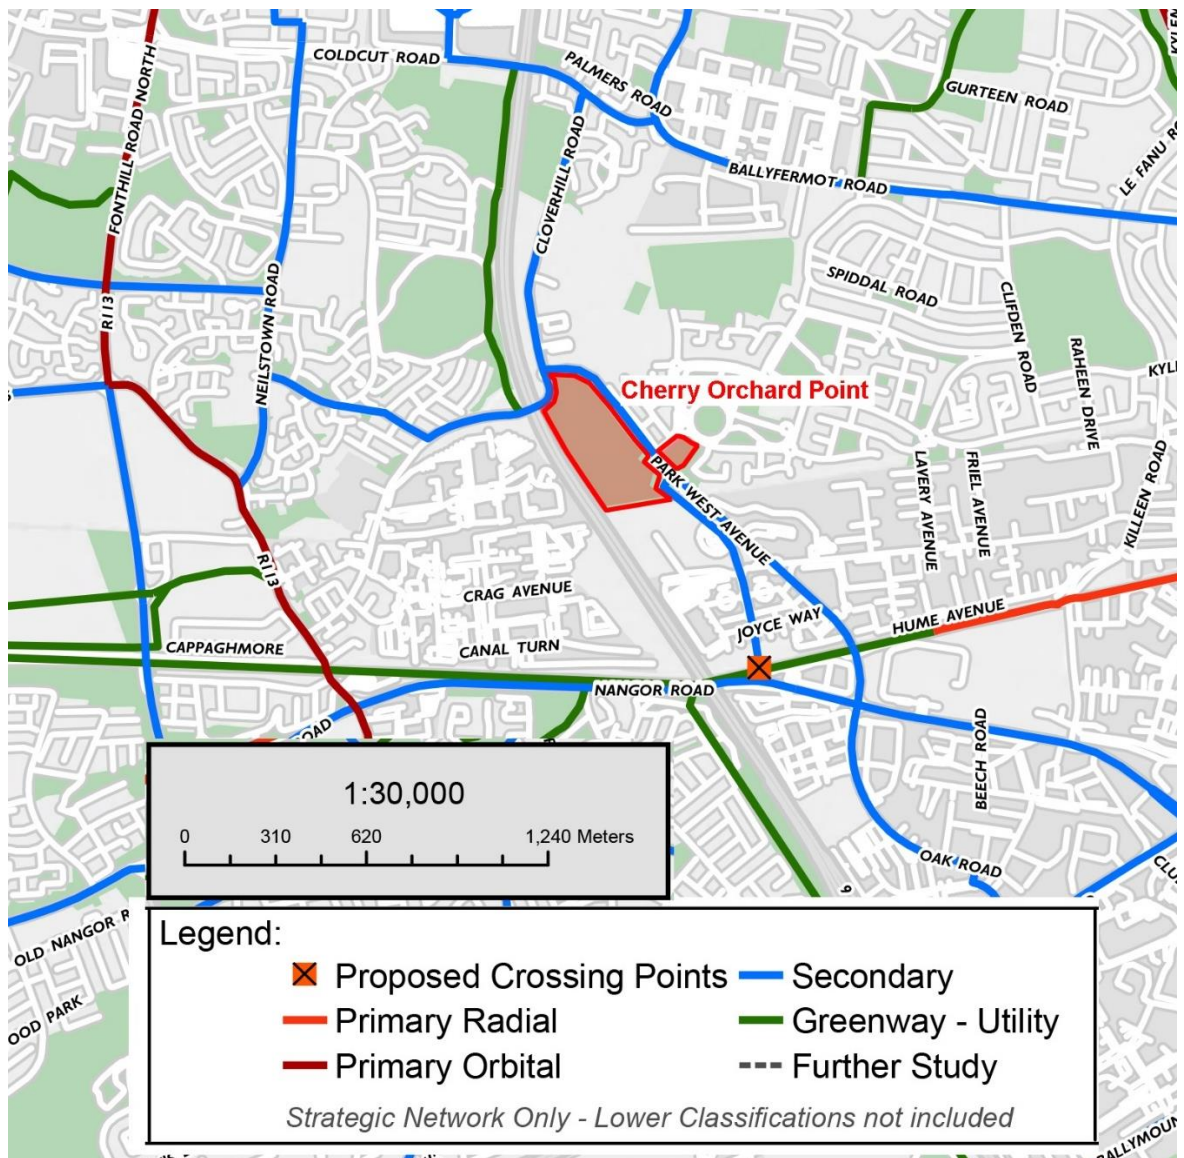 COLDCUT ROAD
PALMERS ROAD
GURTEEN ROAD
FONTHILL ROAD NORTH
CLOVERHILL ROAD
LE FANU
BALLYFERMOT ROAD
SPIDDAL ROAD
R113
NEILSTOWN ROAD
CLIFDEN ROAD
RAHEEN DRIVE
Cherry Orchard Point
PARK WEST AVENUE
LAVERY AVENUE
FRIEL AVENUE
KILLEEN ROAD
R113
CRAG AVENUE
JOYCE WAY
HUME AVENUE
CAPPAGHMORE
CANAL TURN
NANGOR ROAD
ROAD
BEECH ROAD
OAK ROAD
1:30,000
0 310 620 1,240 Meters
OLD NANGOR R
OOD PARK
Legend:
Proposed Crossing Points
Secondary
Primary Radial
Greenway - Utility
Primary Orbital
Further Study
Strategic Network Only - Lower Classifications not included
BALLYMOUN